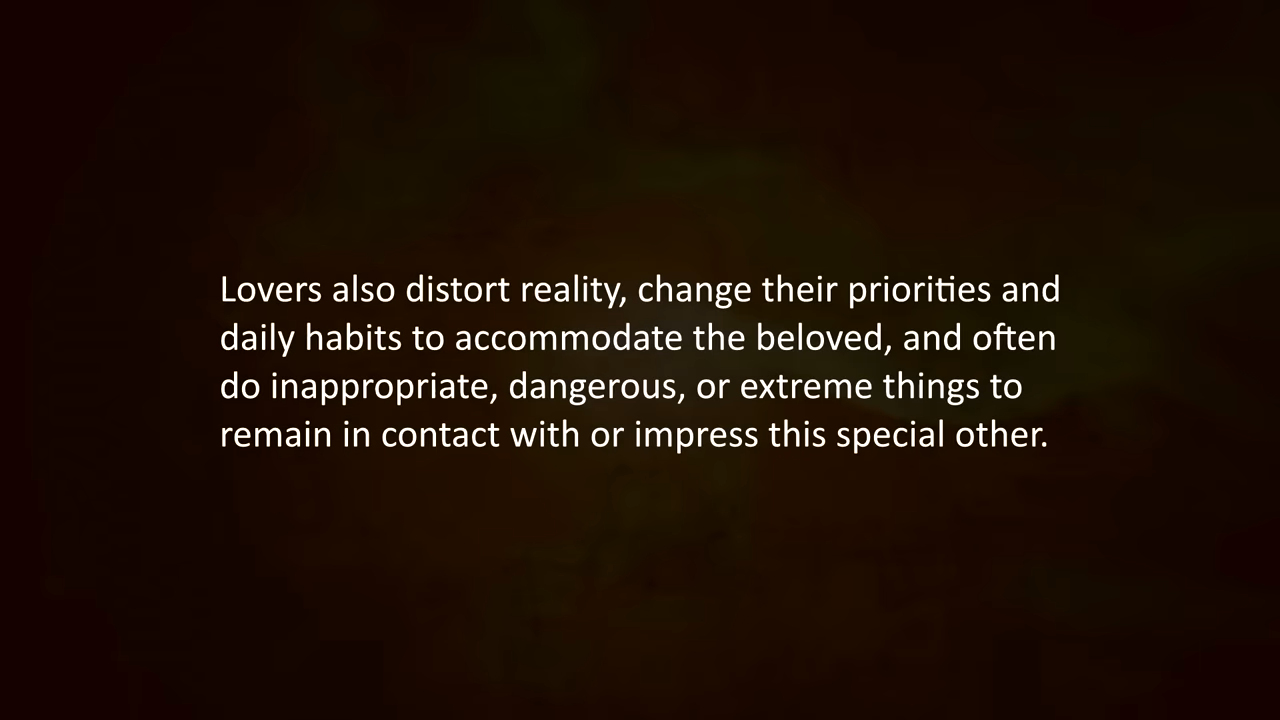 Lovers also distort reality, change their priorities and
daily habits to accommodate the beloved, and often
do inappropriate, dangerous, or extreme things to
remain in contact with or impress this special other.